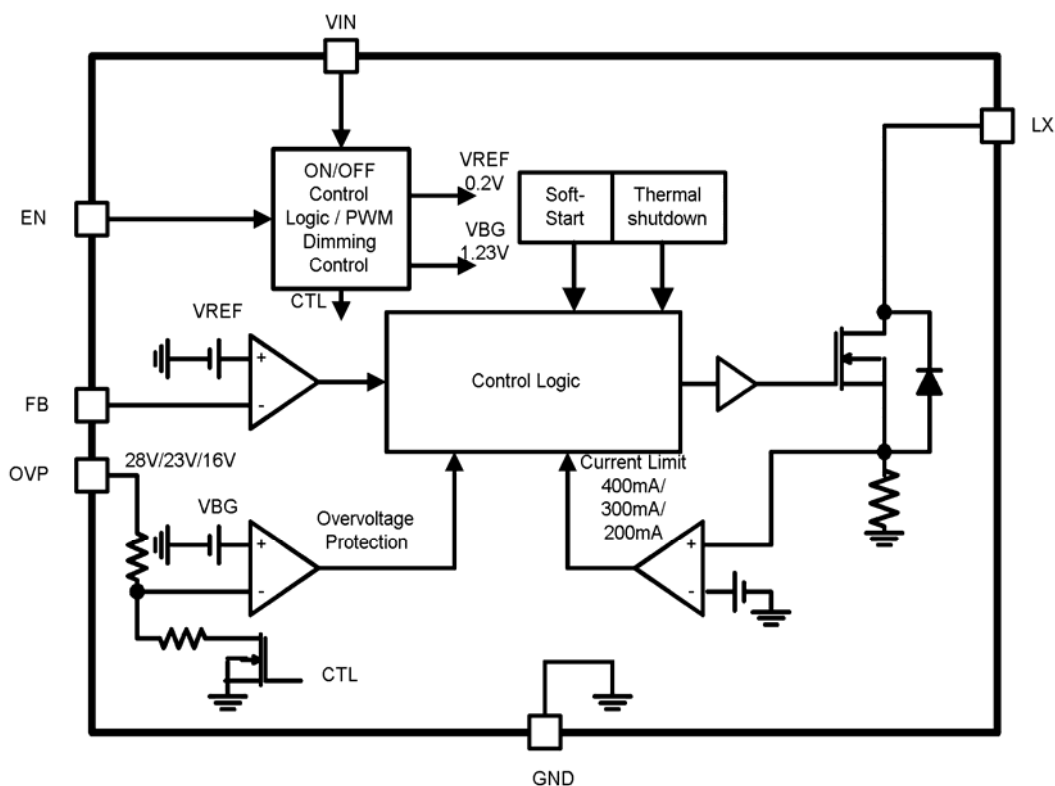 VIN
LX
ON/OFF
Control
Logic / PWM
Dimming
Control
VREF
0.2V
VBG
1.23V
CTL
Soft-
Start
Thermal
shutdown
EN
VREF
+
-
FB
Control Logic
OVP
28V/23V/16V
VBG
+
-
Overvoltage
Protection
Current Limit
400mA/
300mA/
200mA
+
-
CTL
GND